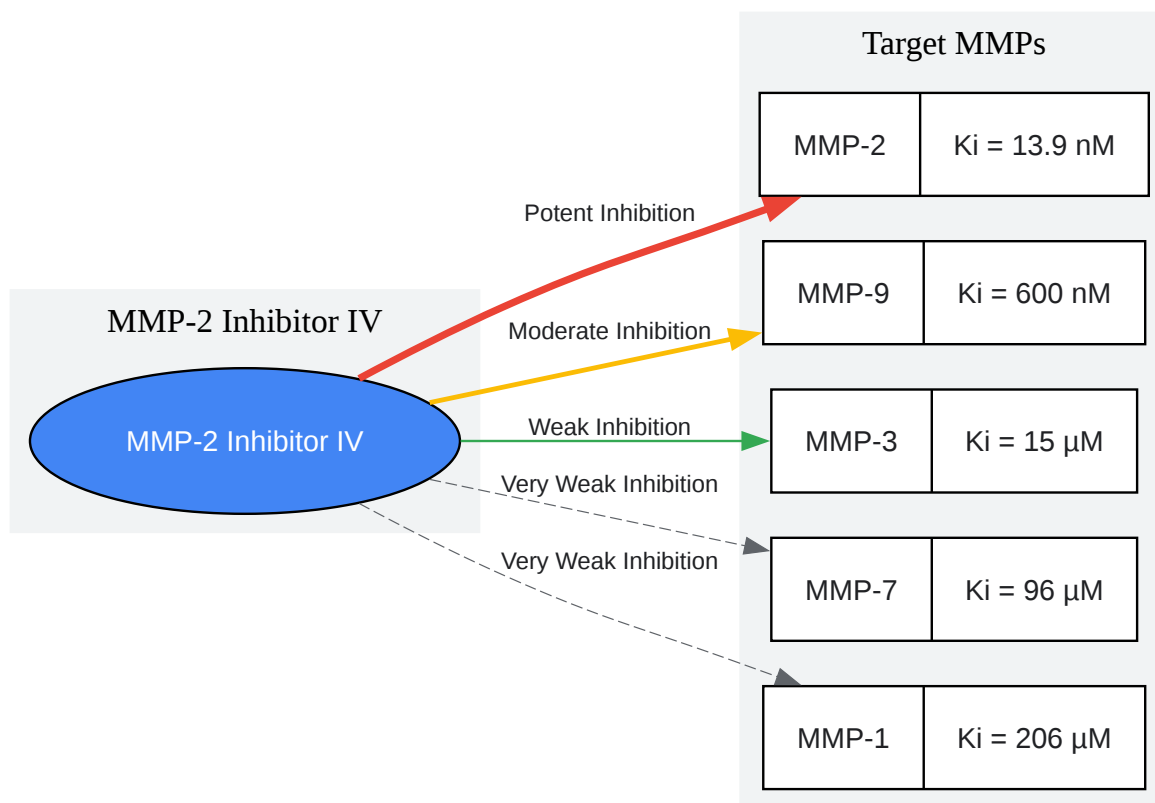 Target MMPs
MMP-2 Ki = 13.9 nM
Potent Inhibition
MMP-9 Ki = 600 nM
MMP-2 Inhibitor IV
Moderate Inhibition
MMP-2 Inhibitor IV
Weak Inhibition
MMP-3 Ki = 15 µM
Very Weak Inhibition
Very Weak Inhibition
MMP-7 Ki = 96 µM
MMP-1 Ki = 206 µM